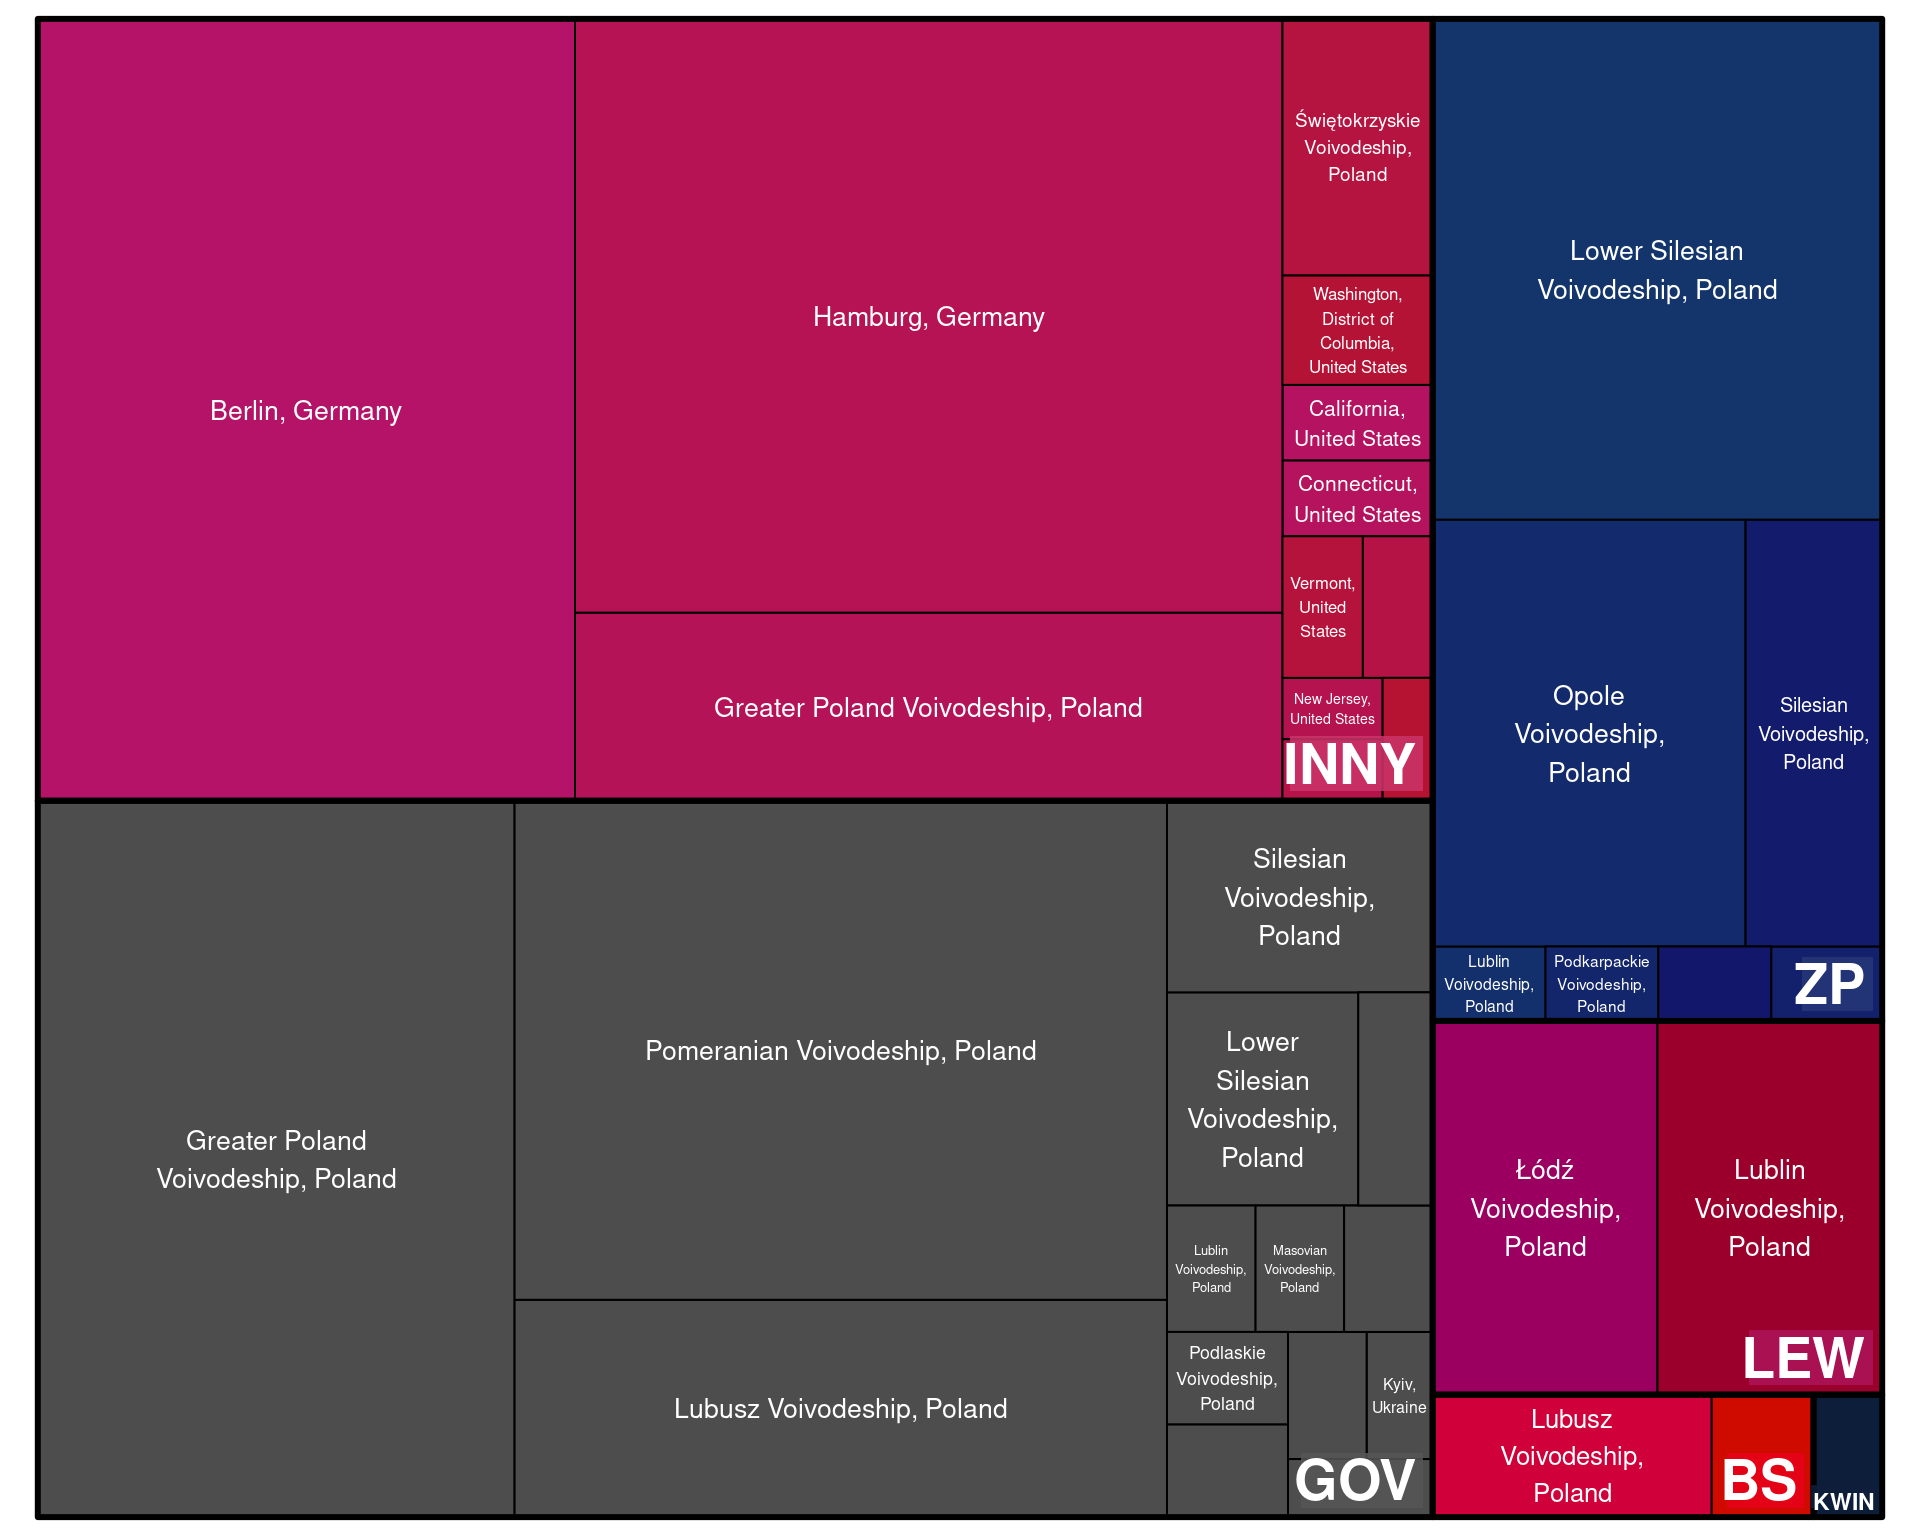 Berlin, Germany
Hamburg, Germany
Greater Poland Voivodeship, Poland
Świętokrzyskie
Voivodeship,
Poland
Washington,
District of
Columbia,
United States
California,
United States
Connecticut,
United States
Vermont,
United
States
New Jersey,
United States
INNY
Greater Poland
Voivodeship, Poland
Pomeranian Voivodeship, Poland
Lubusz Voivodeship, Poland
Silesian
Voivodeship,
Poland
Lower
Silesian
Voivodeship,
Poland
Lublin
Voivodeship,
Poland
Masovian
Voivodeship,
Poland
Podlaskie
Voivodeship,
Poland
Kyiv,
Ukraine
GOV
Lower Silesian
Voivodeship, Poland
Opole
Voivodeship,
Poland
Silesian
Voivodeship,
Poland
Lublin
Voivodeship,
Poland
Podkarpackie
Voivodeship,
Poland
ZP
Łódź
Voivodeship,
Poland
Lublin
Voivodeship,
Poland
LEW
Lubusz
Voivodeship,
Poland
BS
KWIN